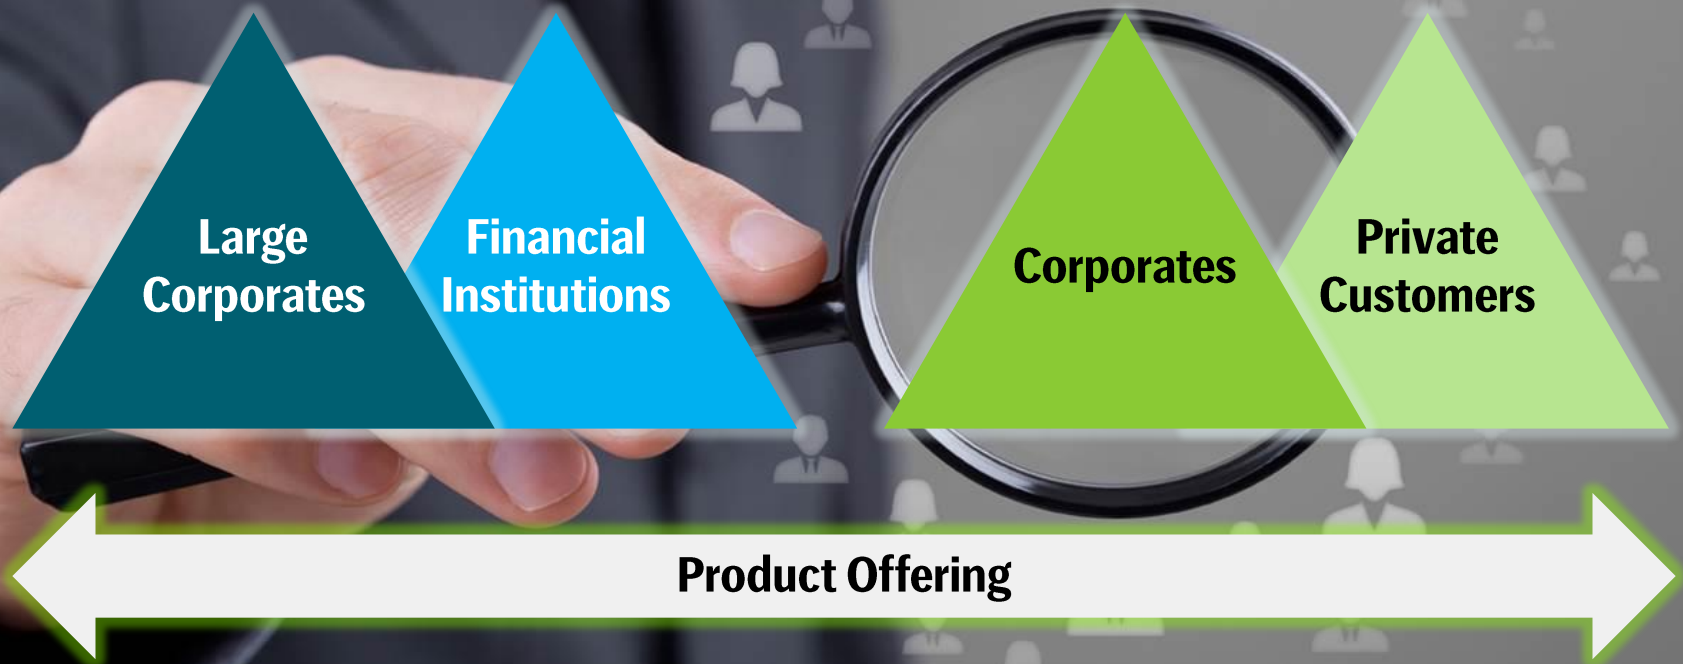 Large
Corporates
Financial
Institutions
Corporates
Private
Customers
Product Offering